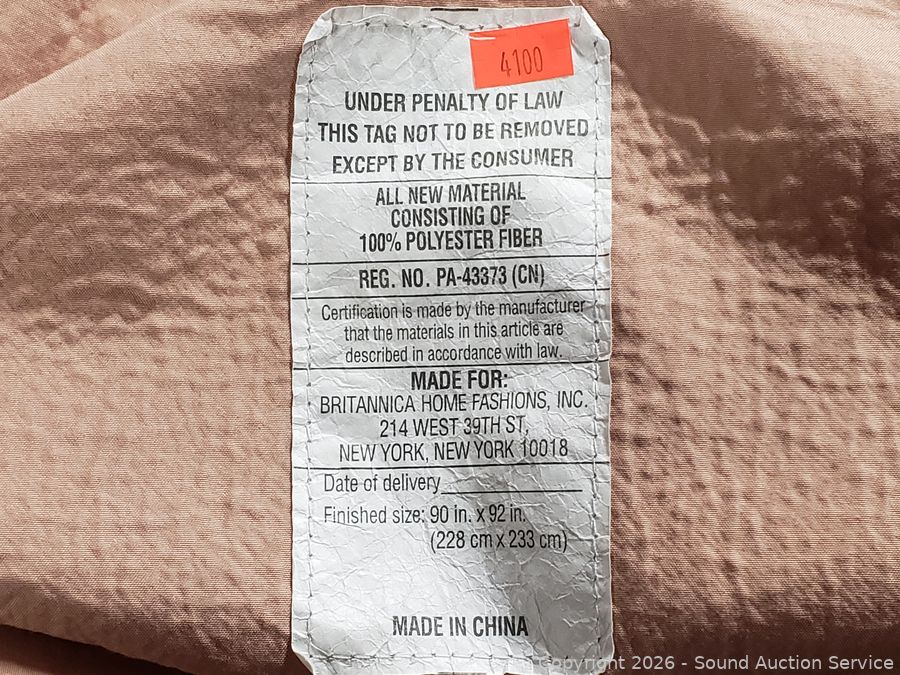 4100
UNDER PENALTY OF LAW
THIS TAG NOT TO BE REMOVED
EXCEPT BY THE CONSUMER
ALL NEW MATERIAL
CONSISTING OF
100% POLYESTER FIBER
REG. NO. PA-43373 (CN)
Certification is made by the manufacturer
that the materials in this article are
described in accordance with law.
MADE FOR:
BRITANNICA HOME FASHIONS, INC.
214 WEST 39TH ST,
NEW YORK, NEW YORK 10018
Date of delivery
Finished size: 90 in. x 92 in.
(228 cm x 233 cm)
MADE IN CHINA
Copyright 2026 - Sound Auction Service